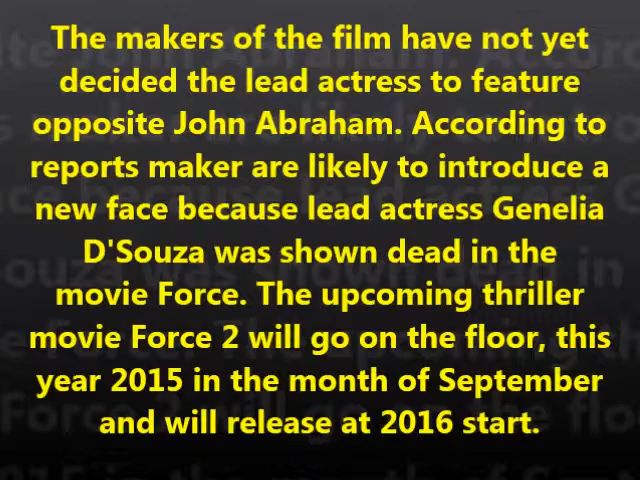 The makers of the film have not yet
decided the lead actress to feature
opposite John Abraham. According to
reports maker are likely to introduce a
new face because lead actress Genelia
D'Souza was shown dead in the
movie Force. The upcoming thriller
movie Force 2 will go on the floor, this
year 2015 in the month of September
and will release at 2016 start.